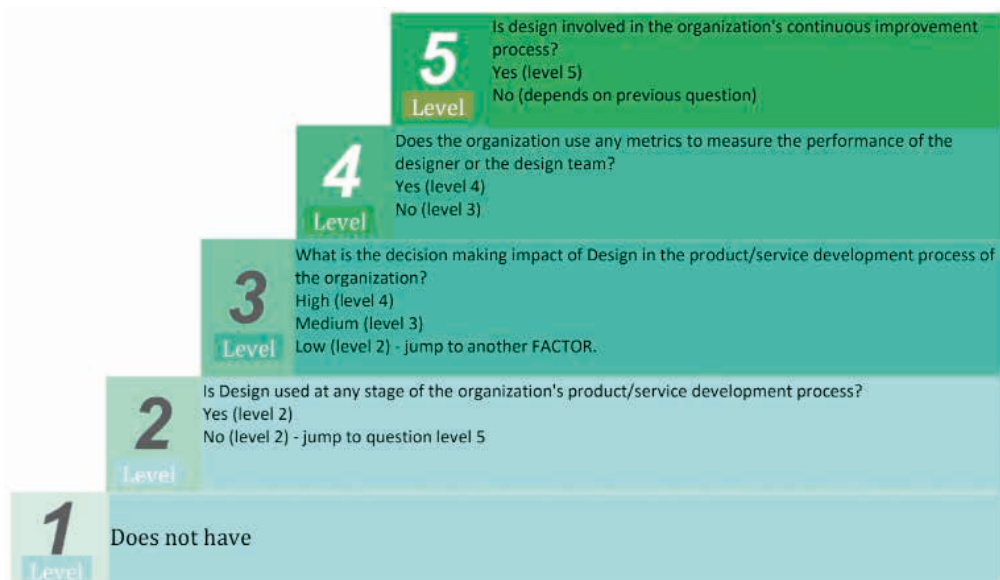 5
Level
Is design involved in the organization's continuous improvement
process?
Yes (level 5)
No (depends on previous question)
4
Level
Does the organization use any metrics to measure the performance of the
designer or the design team?
Yes (level 4)
No (level 3)
3
Level
What is the decision making impact of Design in the product/service development process of
the organization?
High (level 4)
Medium (level 3)
Low (level 2) - jump to another FACTOR.
2
Level
Is Design used at any stage of the organization's product/service development process?
Yes (level 2)
No (level 2) - jump to question level 5
1
Level
Does not have